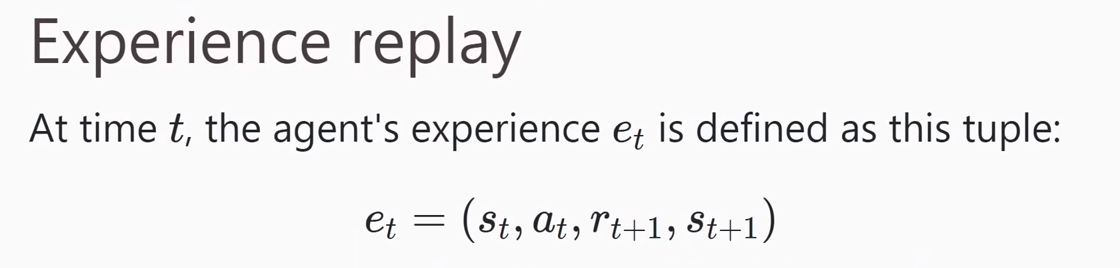 Experience replay
At time t, the agent's experience e_t is defined as this tuple:
e_t = (s_t, a_t, r_{t+1}, s_{t+1})